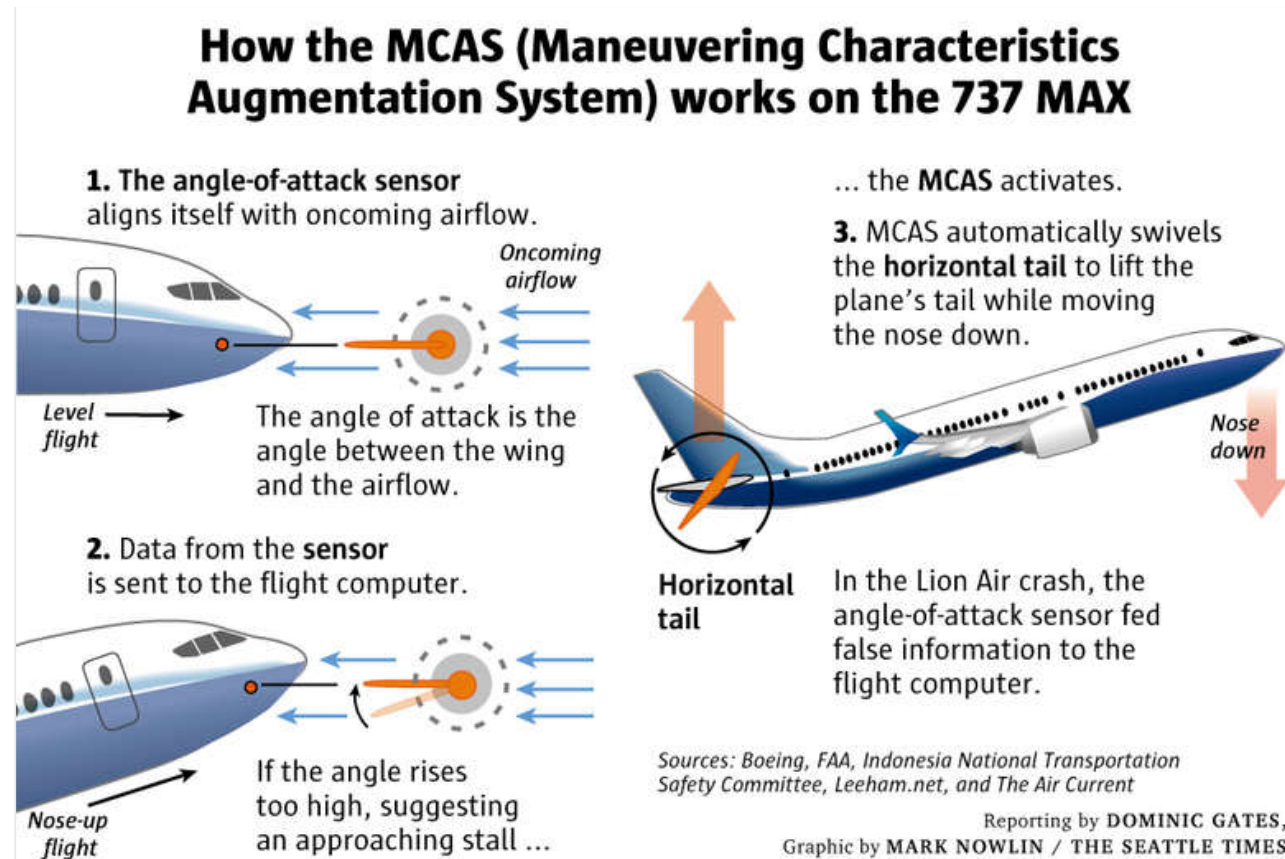 How the MCAS (Maneuvering Characteristics
Augmentation System) works on the 737 MAX
1. The angle-of-attack sensor
aligns itself with oncoming airflow.
Oncoming
airflow
Level
flight
The angle of attack is the
angle between the wing
and the airflow.
2. Data from the sensor
is sent to the flight computer.
Nose-up
flight
If the angle rises
too high, suggesting
an approaching stall ...
... the MCAS activates.
3. MCAS automatically swivels
the horizontal tail to lift the
plane's tail while moving
the nose down.
Nose
down
Horizontal
tail
In the Lion Air crash, the
angle-of-attack sensor fed
false information to the
flight computer.
Sources: Boeing, FAA, Indonesia National Transportation
Safety Committee, Leeham.net, and The Air Current
Reporting by DOMINIC GATES,
Graphic by MARK NOWLIN / THE SEATTLE TIMES